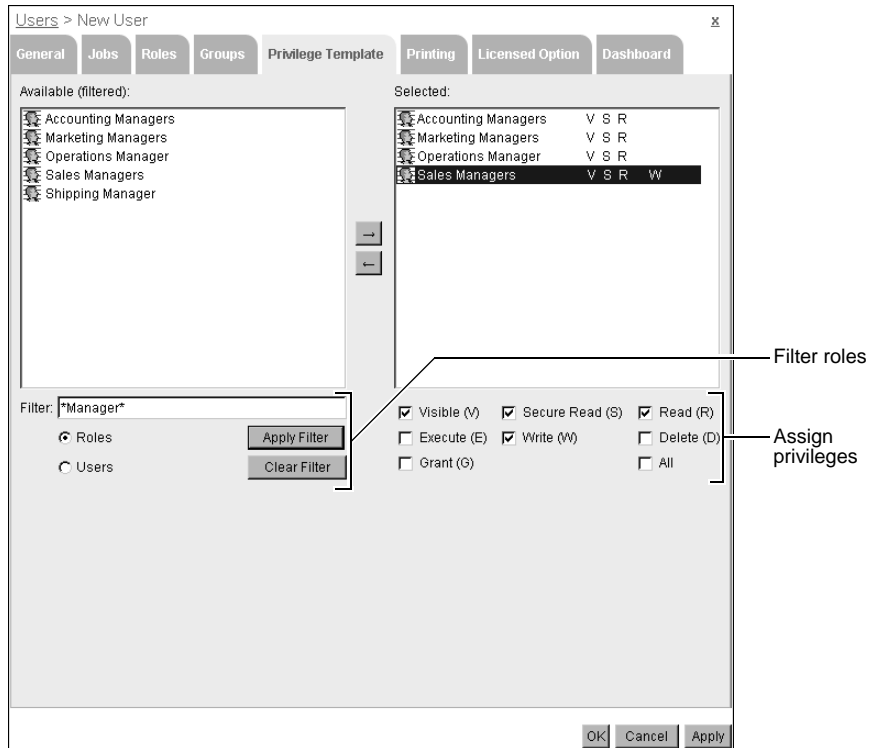 Users > New User x
General Jobs Roles Groups Privilege Template Printing Licensed Option Dashboard
Available (filtered): Selected:
Accounting Managers Accounting Managers V S R
Marketing Managers Marketing Managers V S R
Operations Manager Operations Manager V S R
Sales Managers Sales Managers V S R W
Shipping Manager
→
←
Filter roles
Filter: *Manager* Visible (V) Secure Read (S) Read (R)
Roles Apply Filter Execute (E) Write (W) Delete (D)
Users Clear Filter Grant (G) All
Assign
privileges
OK Cancel Apply